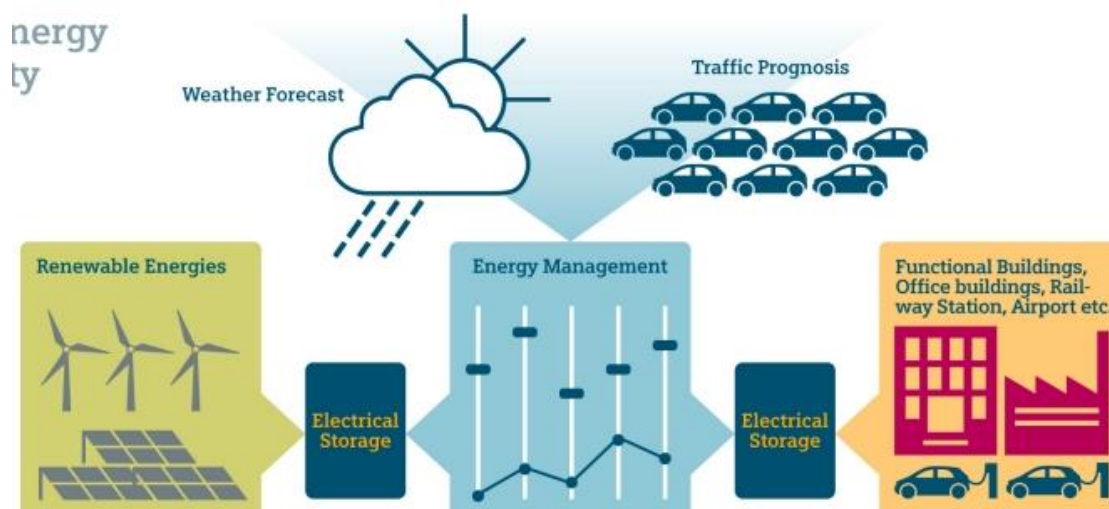 nergy
ty
Weather Forecast
Traffic Prognosis
Renewable Energies
Energy Management
Functional Buildings,
Office buildings, Rail-
way Station, Airport etc
Electrical
Storage
Electrical
Storage